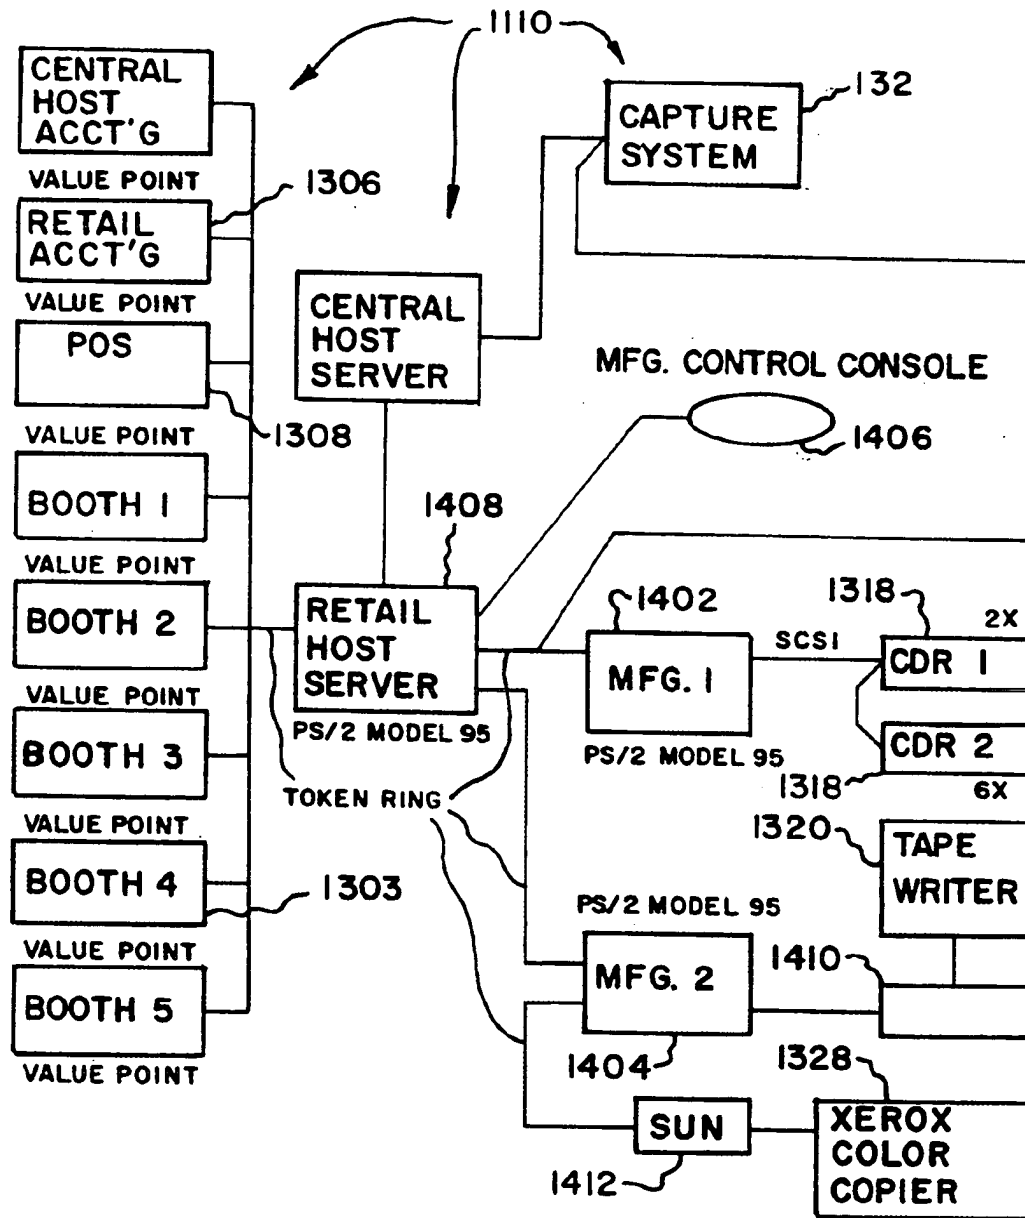 1110
CENTRAL
HOST
ACCT'G
VALUE POINT
132
CAPTURE
SYSTEM
1306
RETAIL
ACCT'G
VALUE POINT
POS
1308
VALUE POINT
CENTRAL
HOST
SERVER
MFG. CONTROL CONSOLE
1406
BOOTH 1
VALUE POINT
1408
BOOTH 2
RETAIL
HOST
SERVER
PS/2 MODEL 95
1402
MFG. 1
PS/2 MODEL 95
SCSI
1318
2X
CDR 1
CDR 2
1318
6X
VALUE POINT
BOOTH 3
TOKEN RING
VALUE POINT
BOOTH 4
1303
VALUE POINT
1320
TAPE
WRITER
PS/2 MODEL 95
MFG. 2
1404
1410
BOOTH 5
VALUE POINT
SUN
1412
1328
XEROX
COLOR
COPIER